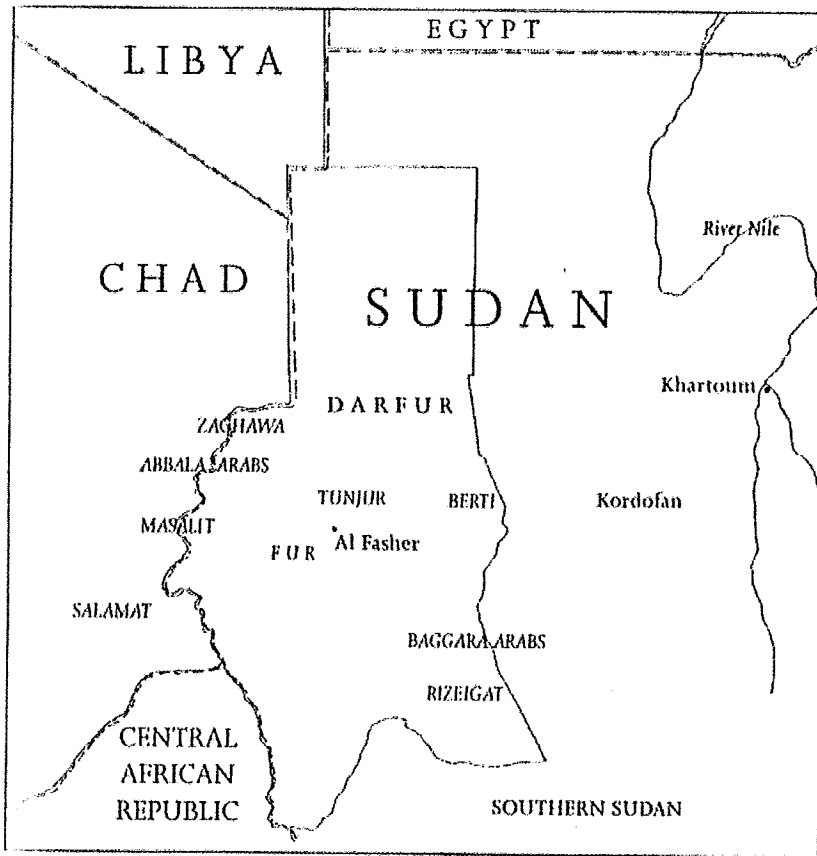 EGYPT
LIBYA
River Nile
CHAD
SUDAN
Khartoum
DARFUR
ZAGHAWA
ABBALA ARABS
TUNJUR
BERTI
Kordofan
MASALIT
Al Fasher
FUR
SALAMAT
BAGGARA ARABS
RIZEIGAT
CENTRAL
AFRICAN
REPUBLIC
SOUTHERN SUDAN